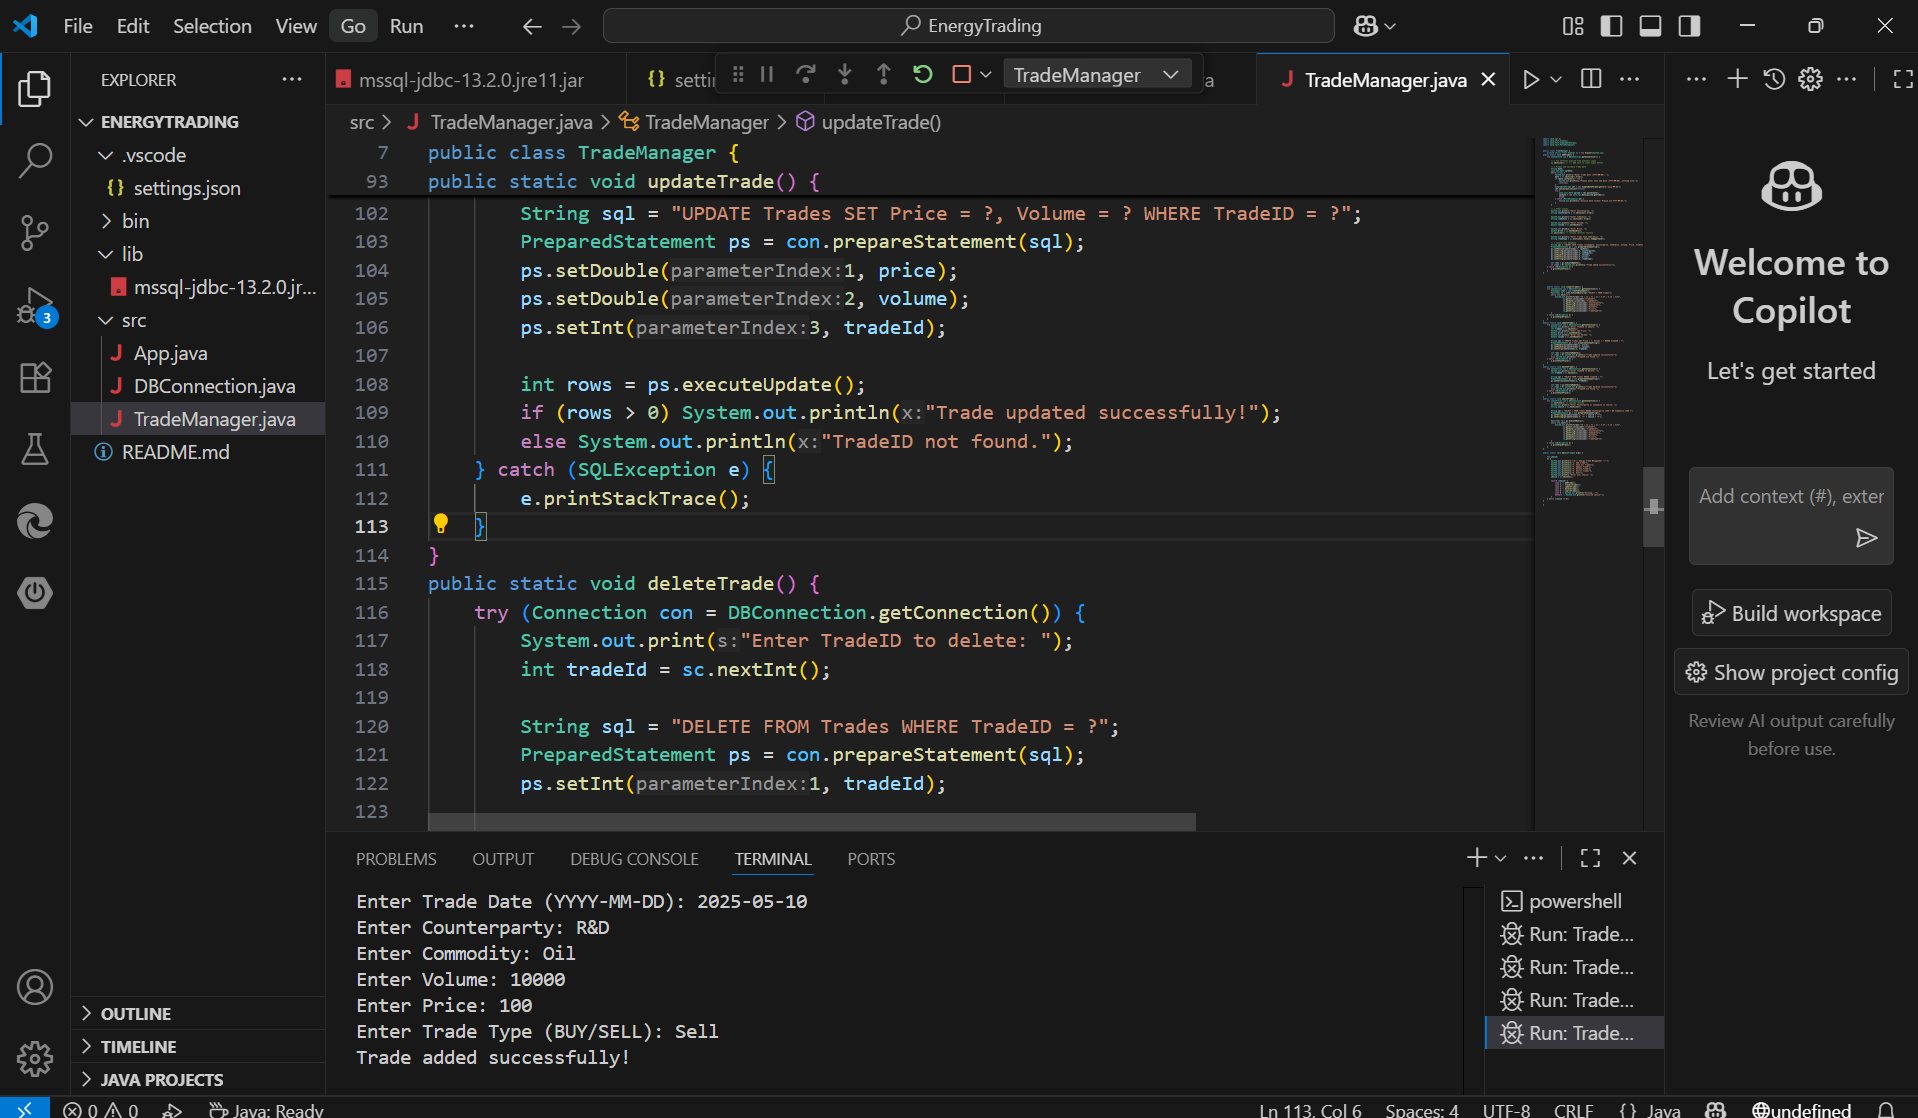 File Edit Selection View Go Run ··· EnergyTrading
EXPLORER ···
ENERGYTRADING
.vscode
{} settings.json
bin
lib
mssql-jdbc-13.2.0.jr...
src
J App.java
J DBConnection.java
J TradeManager.java
README.md
OUTLINE
TIMELINE
JAVA PROJECTS
mssql-jdbc-13.2.0.jre11.jar {} settin TradeManager a J TradeManager.java
src > J TradeManager.java > TradeManager > updateTrade()
7 public class TradeManager {
93 public static void updateTrade() {
102 String sql = "UPDATE Trades SET Price = ?, Volume = ? WHERE TradeID = ?";
103 PreparedStatement ps = con.prepareStatement(sql);
104 ps.setDouble(parameterIndex:1, price);
105 ps.setDouble(parameterIndex:2, volume);
106 ps.setInt(parameterIndex:3, tradeId);
107
108 int rows = ps.executeUpdate();
109 if (rows > 0) System.out.println(x:"Trade updated successfully!");
110 else System.out.println(x:"TradeID not found.");
111 } catch (SQLException e) {
112 e.printStackTrace();
113 }
114 }
115 public static void deleteTrade() {
116 try (Connection con = DBConnection.getConnection()) {
117 System.out.print(s:"Enter TradeID to delete: ");
118 int tradeId = sc.nextInt();
119
120 String sql = "DELETE FROM Trades WHERE TradeID = ?";
121 PreparedStatement ps = con.prepareStatement(sql);
122 ps.setInt(parameterIndex:1, tradeId);
123
PROBLEMS OUTPUT DEBUG CONSOLE TERMINAL PORTS
Enter Trade Date (YYYY-MM-DD): 2025-05-10
Enter Counterparty: R&D
Enter Commodity: Oil
Enter Volume: 10000
Enter Price: 100
Enter Trade Type (BUY/SELL): Sell
Trade added successfully!
powershell
Run: Trade...
Run: Trade...
Run: Trade...
Run: Trade...
Welcome to
Copilot
Let's get started
Add context (#), exter
Build workspace
Show project config
Review AI output carefully
before use.
3
0 0 Java: Ready Ln 113, Col 6 Spaces: 4 UTF-8 CRLF {} Java undefined